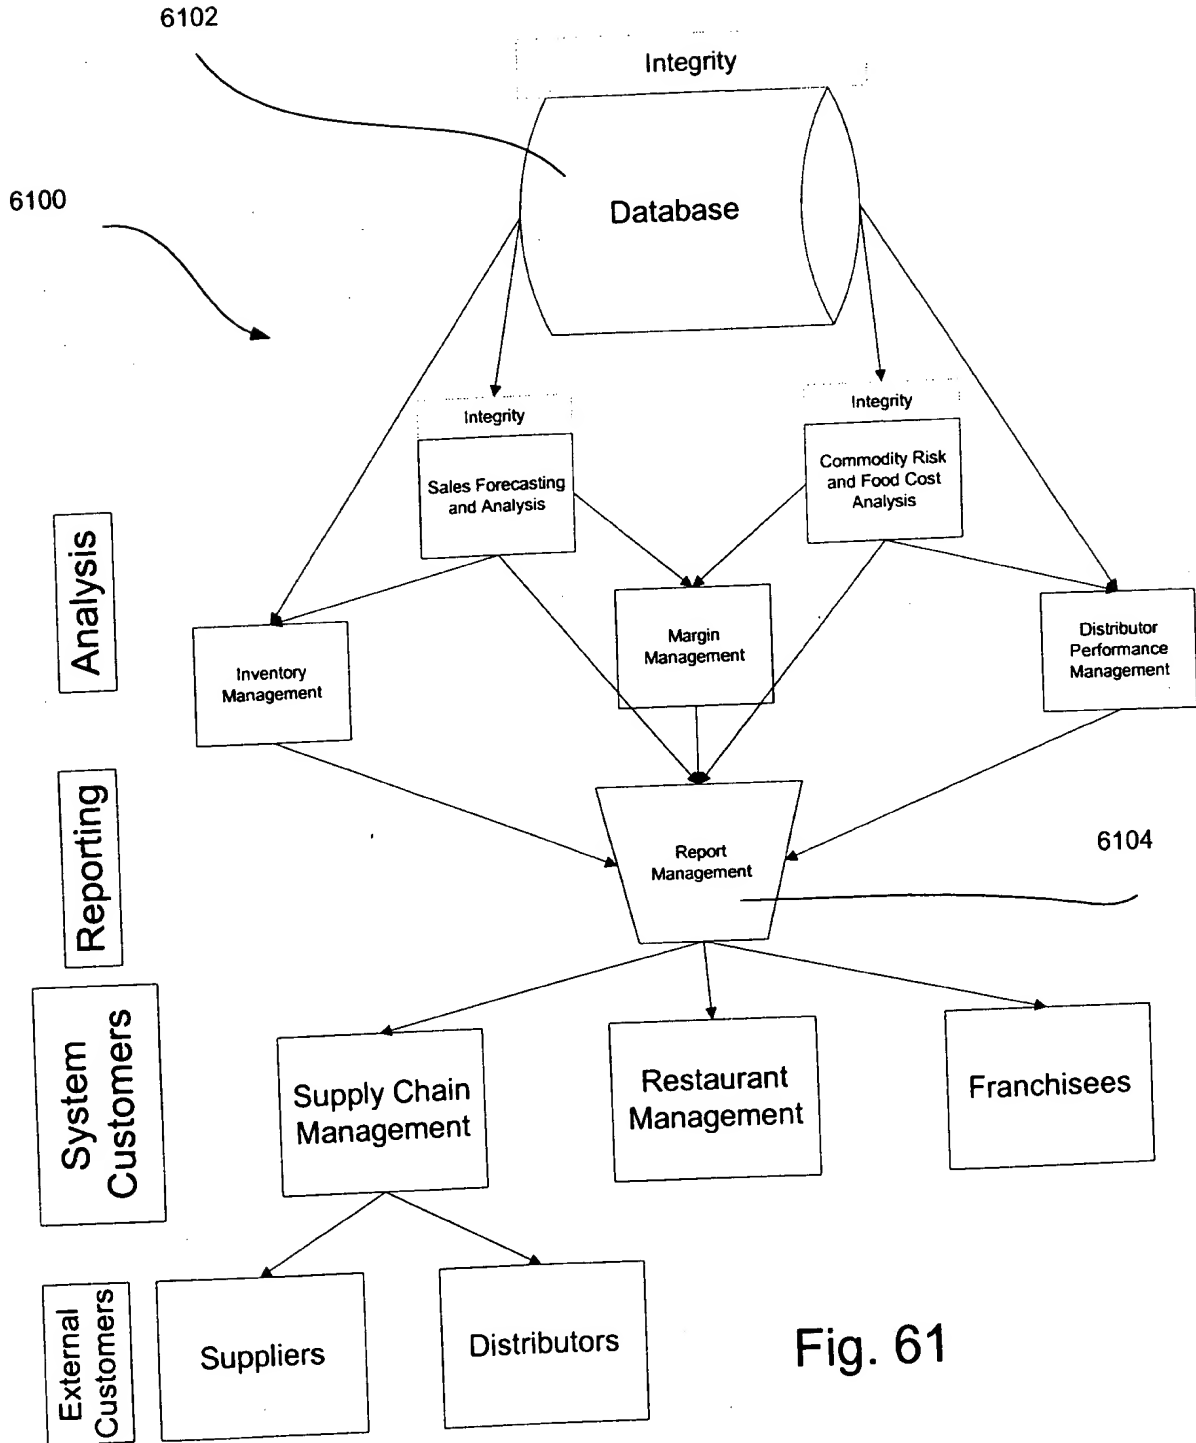 6102
Integrity
6100
Database
Integrity
Integrity
Sales Forecasting
and Analysis
Commodity Risk
and Food Cost
Analysis
Analysis
Inventory
Management
Margin
Management
Distributor
Performance
Management
Reporting
Report
Management
6104
System
Customers
Supply Chain
Management
Restaurant
Management
Franchisees
External
Customers
Suppliers
Distributors
Fig. 61